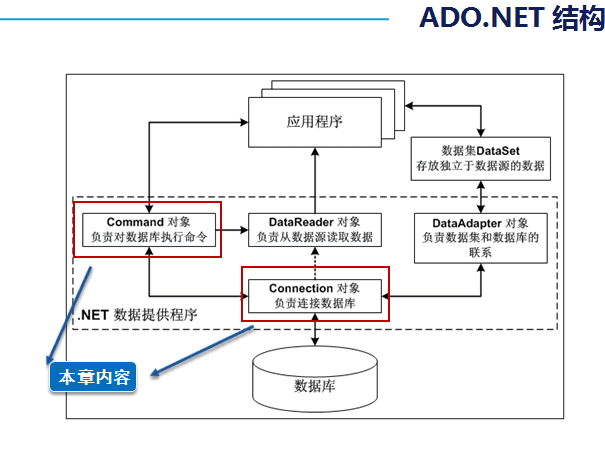 ADO.NET 结构
应用程序
数据集DataSet
存放独立于数据源的数据
Command 对象
负责对数据库执行命令
DataReader 对象
负责从数据源读取数据
DataAdapter 对象
负责数据集和数据库的
联系
Connection 对象
负责连接数据库
.NET 数据提供程序
本章内容
数据库